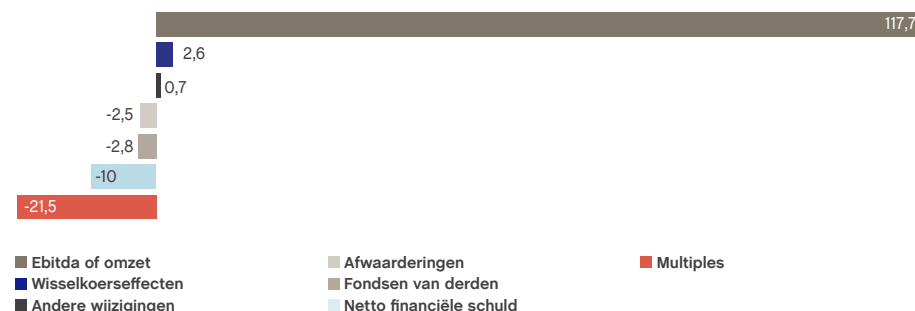 117,7
2,6
0,7
-2,5
-2,8
-10
-21,5
Ebitda of omzet
Afwaarderingen
Multiples
Wisselkoerseffecten
Fondsen van derden
Andere wijzigingen
Netto financiële schuld